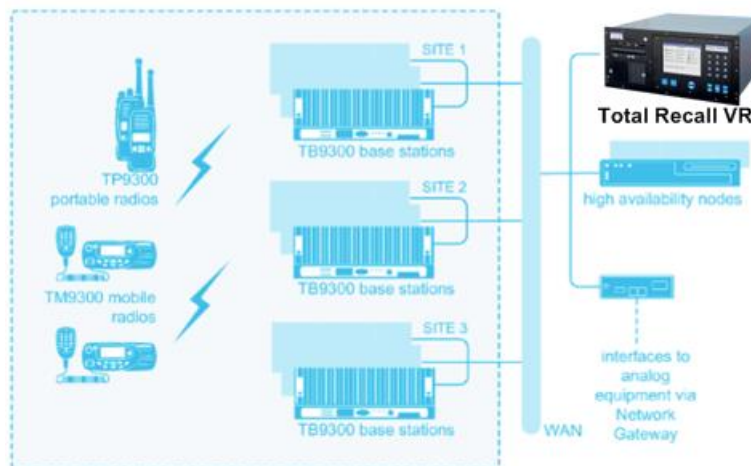 SITE 1
TB9300 base stations
TP9300
portable radios
SITE 2
TB9300 base stations
TM9300 mobile
radios
SITE 3
TB9300 base stations
WAN
Total Recall VR
high availability nodes
interfaces to
analog
equipment via
Network
Gateway